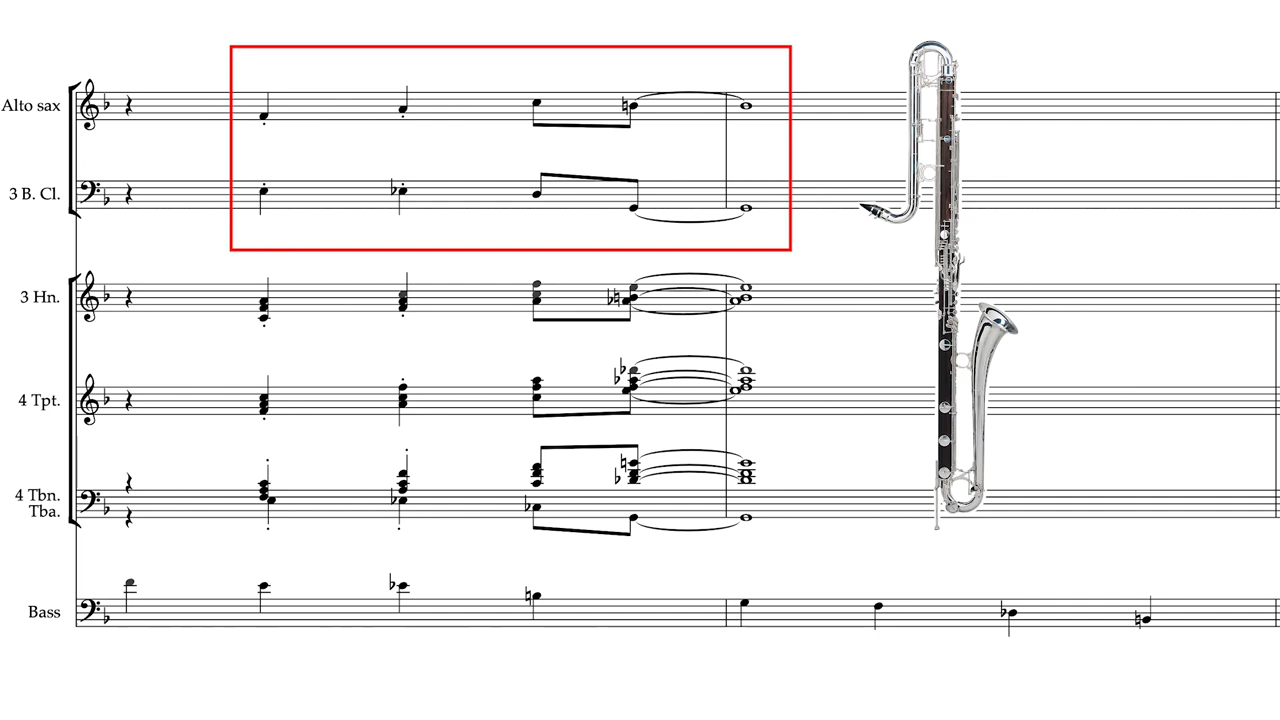 Alto sax
3 B. Cl.
3 Hn.
4 Tpt.
4 Tbn.
Tba.
Bass